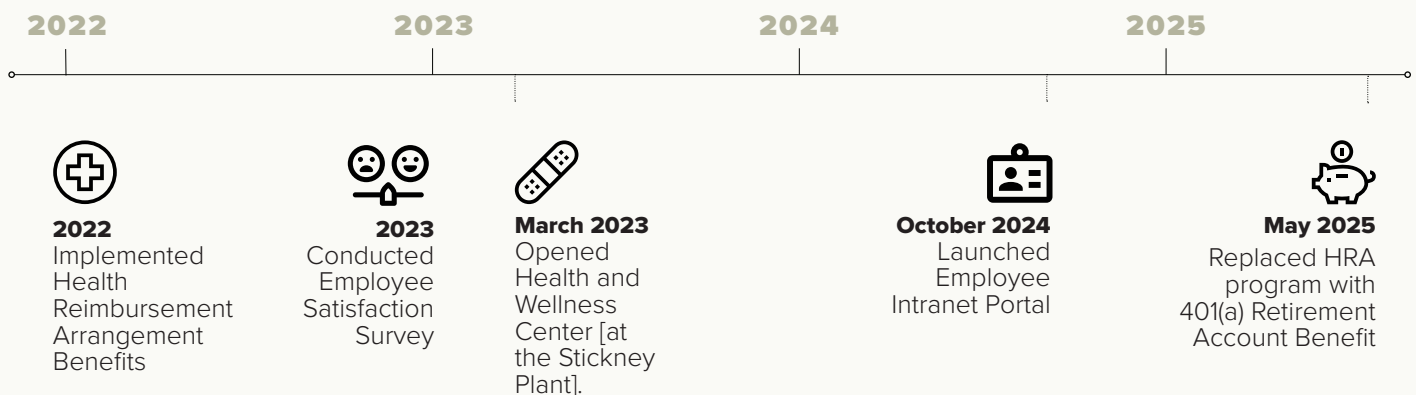 2022
2023
2024
2025
2022
Implemented
Health
Reimbursement
Arrangement
Benefits
2023
Conducted
Employee
Satisfaction
Survey
March 2023
Opened
Health and
Wellness
Center [at
the Stickney
Plant].
October 2024
Launched
Employee
Intranet Portal
May 2025
Replaced HRA
program with
401(a) Retirement
Account Benefit